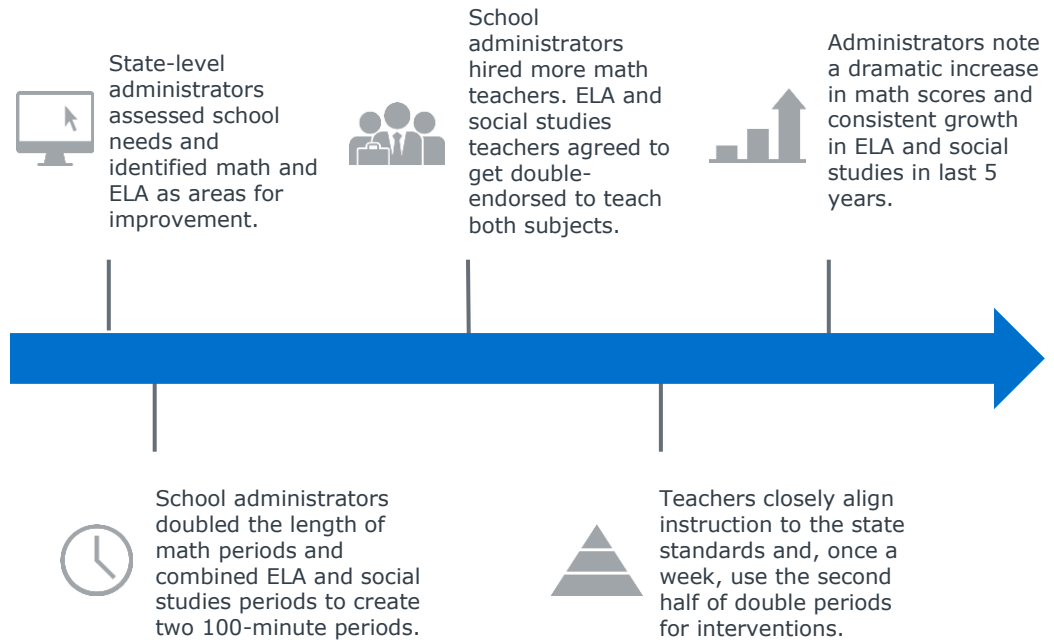 State-level
administrators
assessed school
needs and
identified math and
ELA as areas for
improvement.
School
administrators
hired more math
teachers. ELA and
social studies
teachers agreed to
get double-
endorsed to teach
both subjects.
Administrators note
a dramatic increase
in math scores and
consistent growth
in ELA and social
studies in last 5
years.
School administrators
doubled the length of
math periods and
combined ELA and social
studies periods to create
two 100-minute periods.
Teachers closely align
instruction to the state
standards and, once a
week, use the second
half of double periods
for interventions.